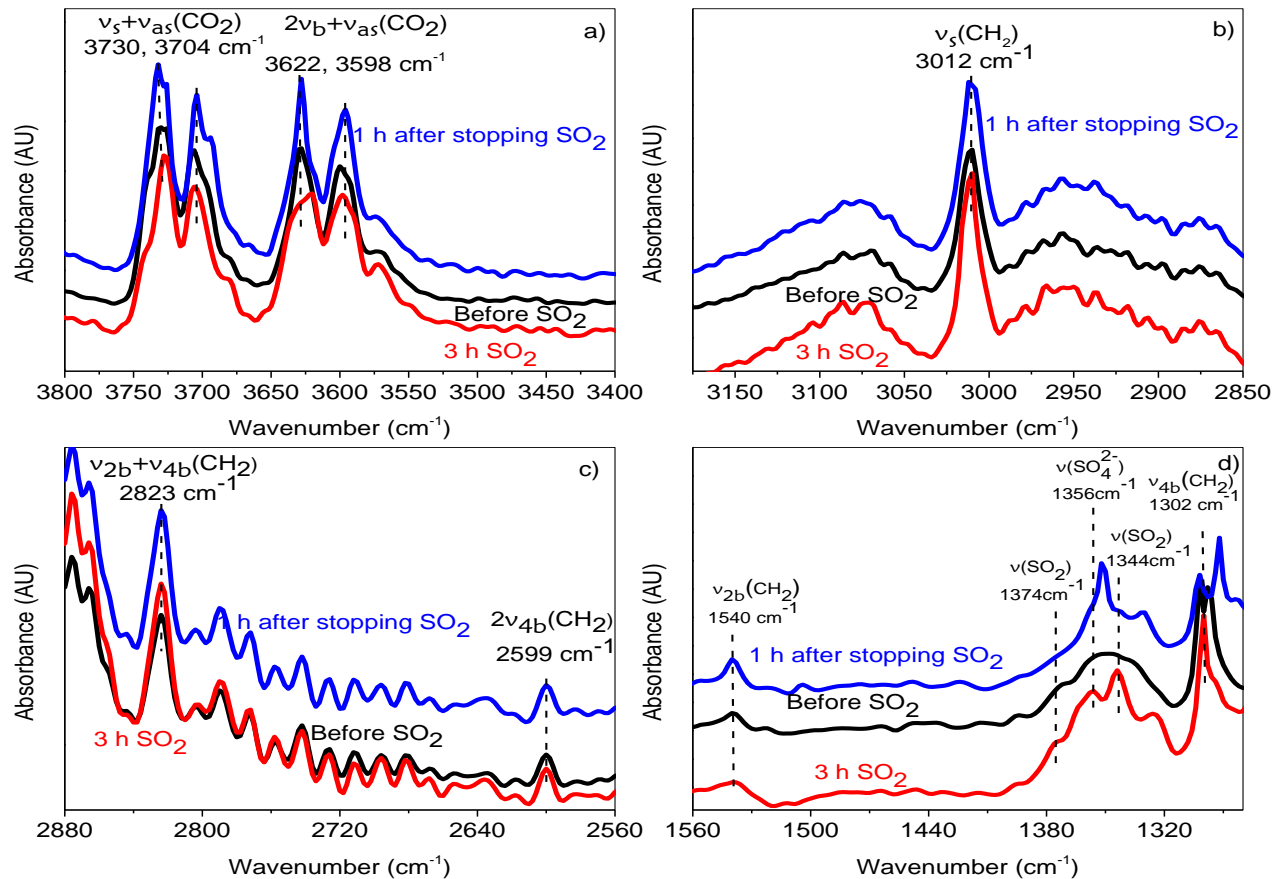 νs+νas(CO2)
3730, 3704 cm-1
2νb+νas(CO2)
3622, 3598 cm-1
a)
1 h after stopping SO2
Before SO2
3 h SO2
Absorbance (AU)
3800 3750 3700 3650 3600 3550 3500 3450 3400
Wavenumber (cm-1)
νs(CH2)
3012 cm-1
b)
1 h after stopping SO2
Before SO2
3 h SO2
Absorbance (AU)
3150 3100 3050 3000 2950 2900 2850
Wavenumber (cm-1)
ν2b+ν4b(CH2)
2823 cm-1
c)
1 h after stopping SO2
2ν4b(CH2)
2599 cm-1
Before SO2
3 h SO2
Absorbance (AU)
2880 2800 2720 2640 2560
Wavenumber (cm-1)
ν(SO42-)
1356cm-1
d)
ν4b(CH2)
1302 cm-1
ν(SO2)
1344cm-1
ν(SO2)
1374cm-1
ν2b(CH2)
1540 cm-1
1 h after stopping SO2
Before SO2
3 h SO2
Absorbance (AU)
1560 1500 1440 1380 1320
Wavenumber (cm-1)